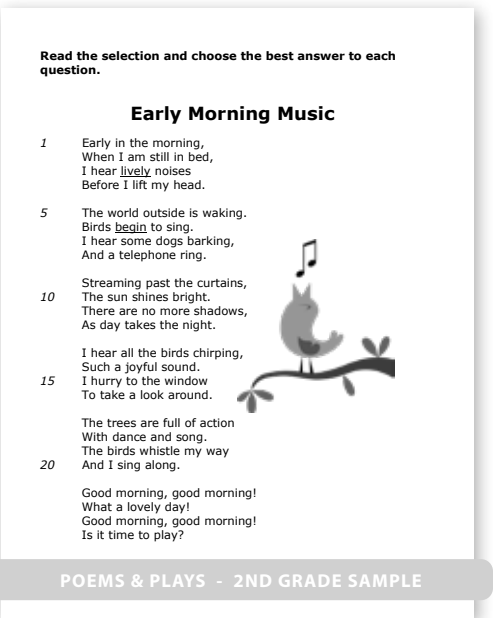 Read the selection and choose the best answer to each
question.
Early Morning Music
1 Early in the morning,
When I am still in bed,
I hear lively noises
Before I lift my head.
5 The world outside is waking.
Birds begin to sing.
I hear some dogs barking,
And a telephone ring.
Streaming past the curtains,
10 The sun shines bright.
There are no more shadows,
As day takes the night.
I hear all the birds chirping,
Such a joyful sound.
15 I hurry to the window
To take a look around.
The trees are full of action
With dance and song.
The birds whistle my way
20 And I sing along.
Good morning, good morning!
What a lovely day!
Good morning, good morning!
Is it time to play?
POEMS & PLAYS - 2ND GRADE SAMPLE